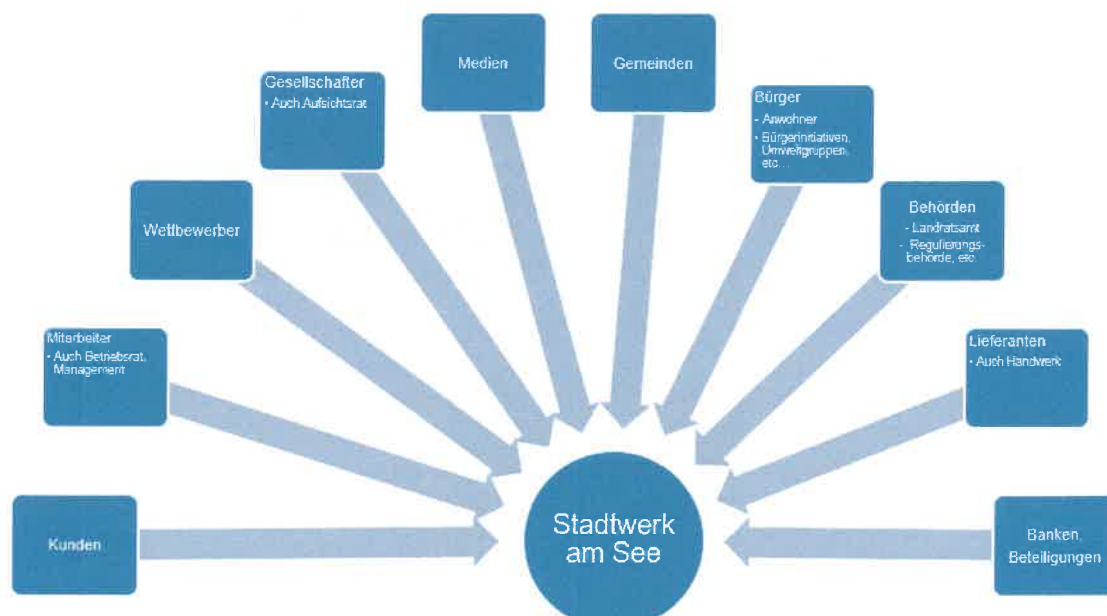 Medien
Gemeinden
Gesellschafter
• Auch Aufsichtsrat
Bürger
- Anwohner
• Bürgerinitiativen,
Umweltgruppen,
etc...
Wettbewerber
Behörden
- Landratsamt
- Regulierungs-
behörde, etc.
Mitarbeiter
• Auch Betriebsrat,
Management
Lieferanten
• Auch Handwerk
Kunden
Stadtwerk
am See
Banken,
Beteiligungen